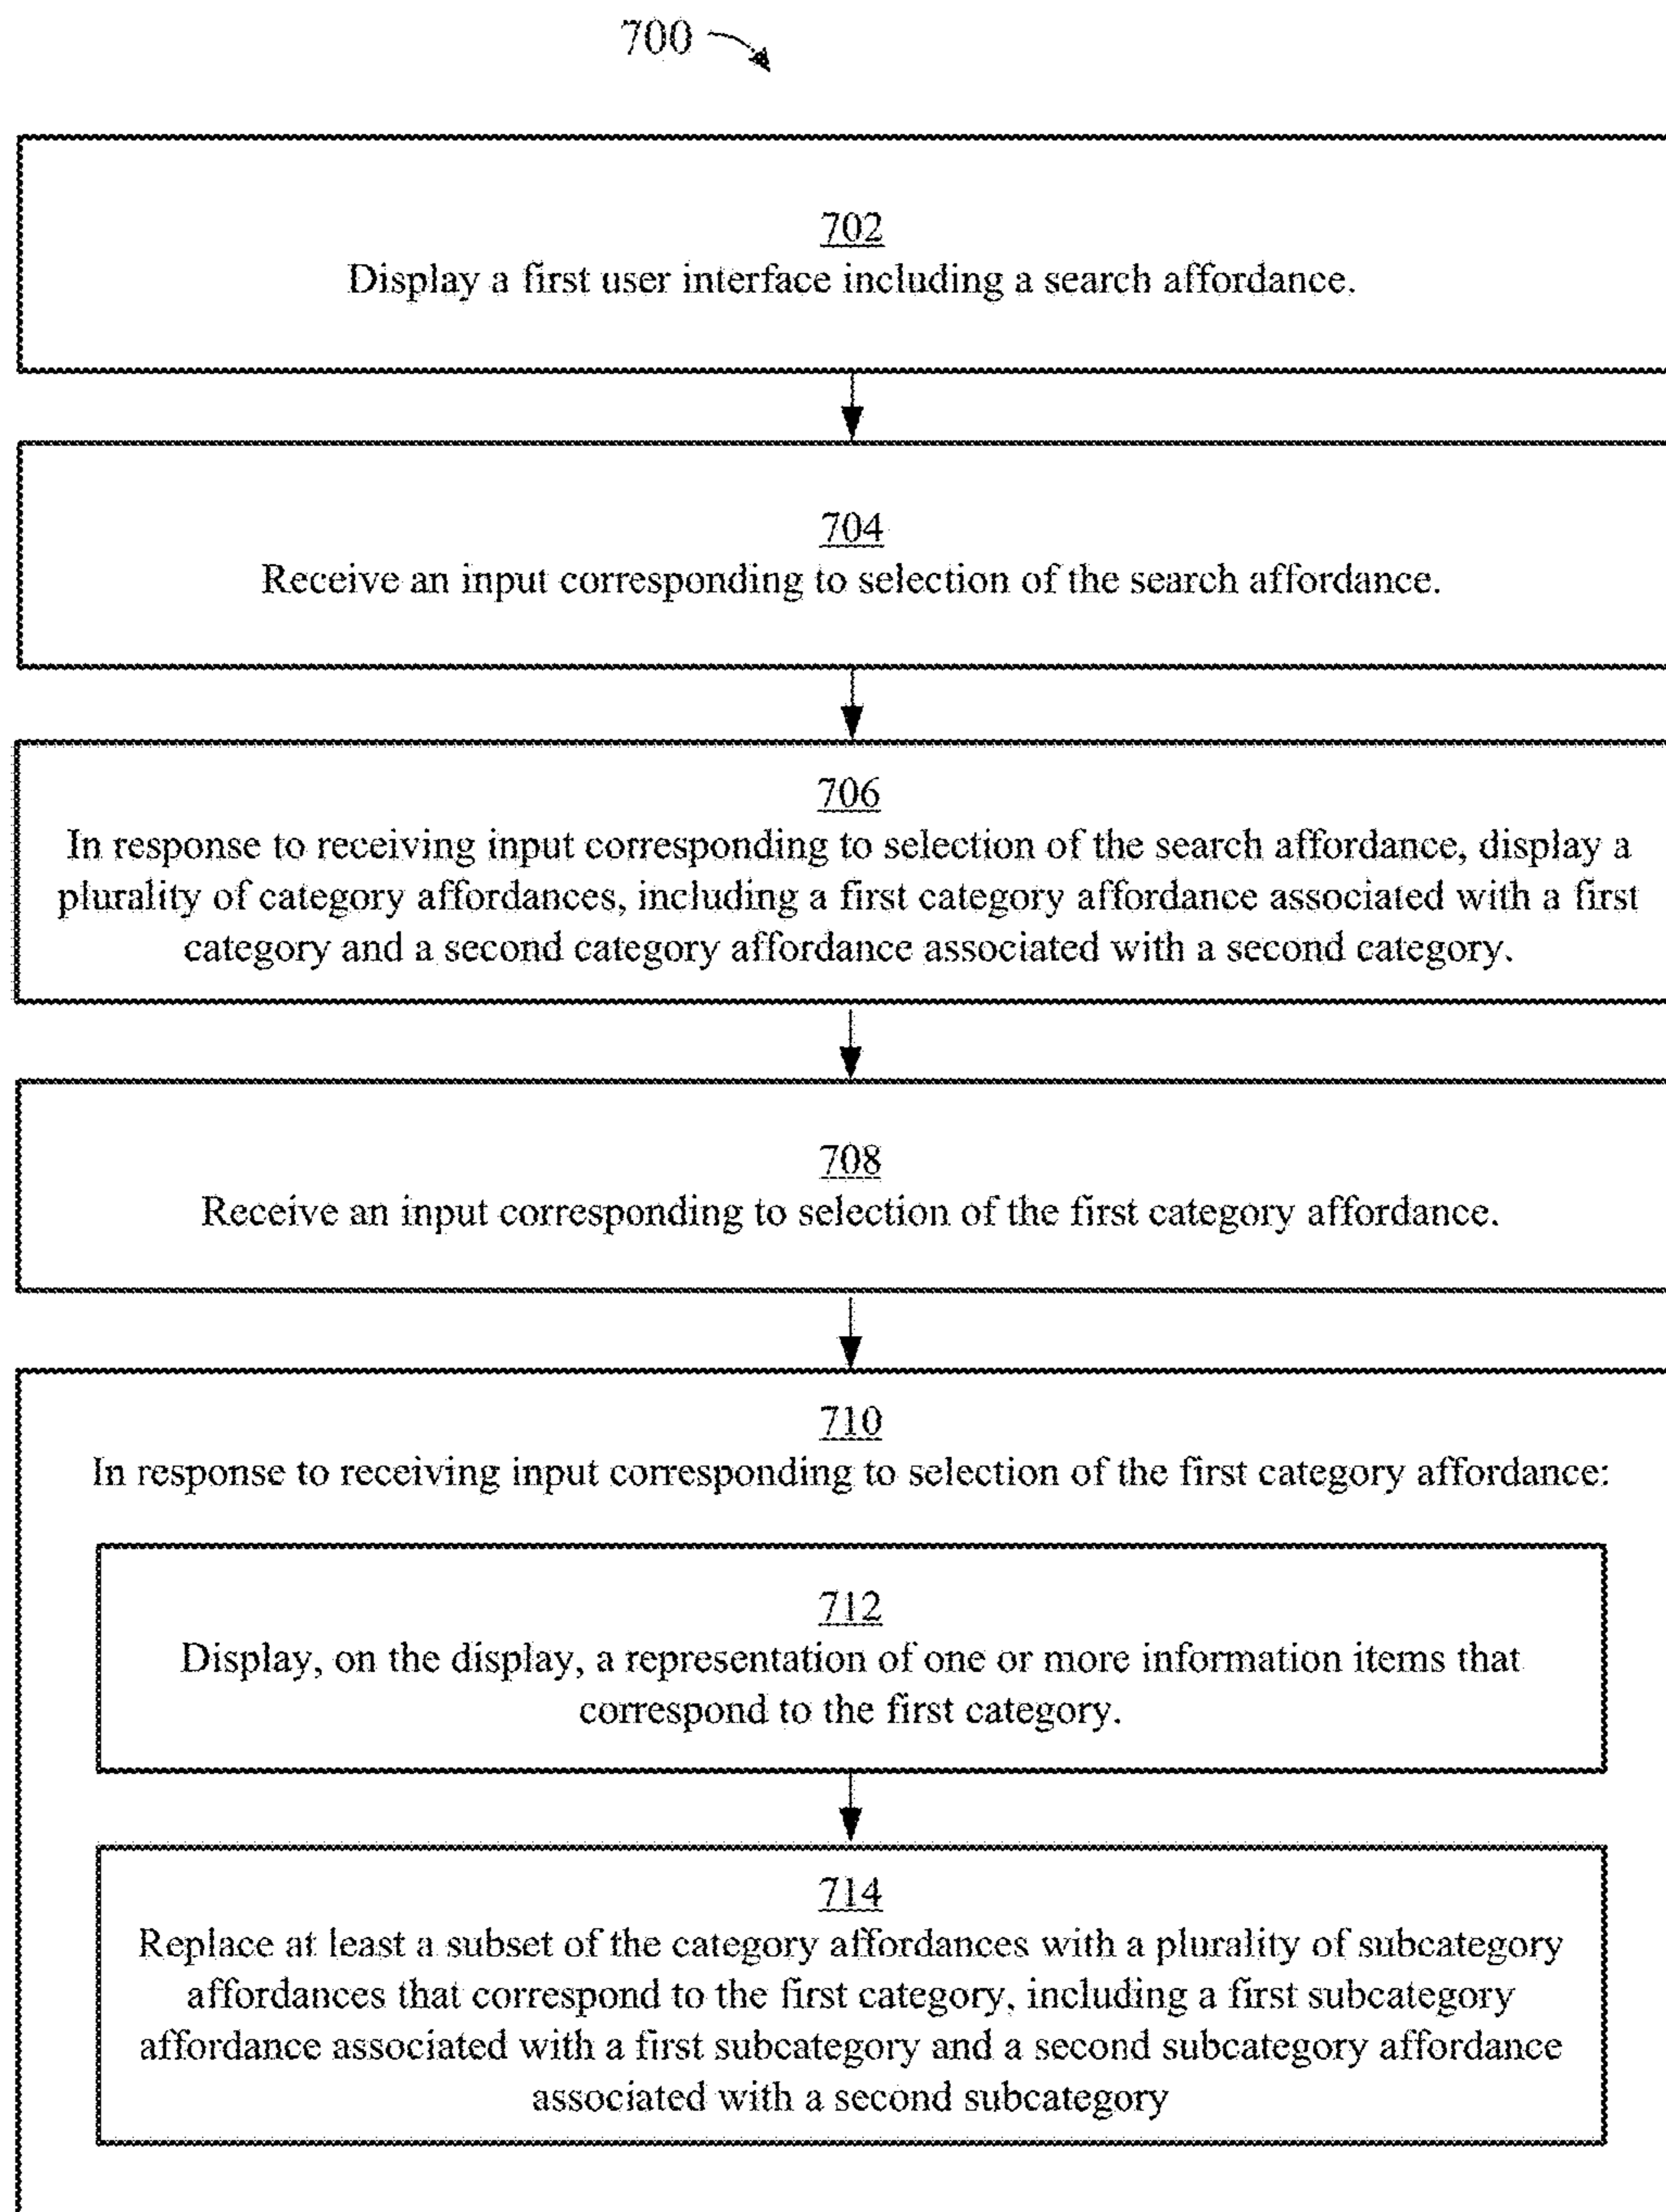 700
702
Display a first user interface including a search affordance.
704
Receive an input corresponding to selection of the search affordance.
706
In response to receiving input corresponding to selection of the search affordance, display a
plurality of category affordances, including a first category affordance associated with a first
category and a second category affordance associated with a second category.
708
Receive an input corresponding to selection of the first category affordance.
710
In response to receiving input corresponding to selection of the first category affordance:
712
Display, on the display, a representation of one or more information items that
correspond to the first category.
714
Replace at least a subset of the category affordances with a plurality of subcategory
affordances that correspond to the first category, including a first subcategory
affordance associated with a first subcategory and a second subcategory affordance
associated with a second subcategory